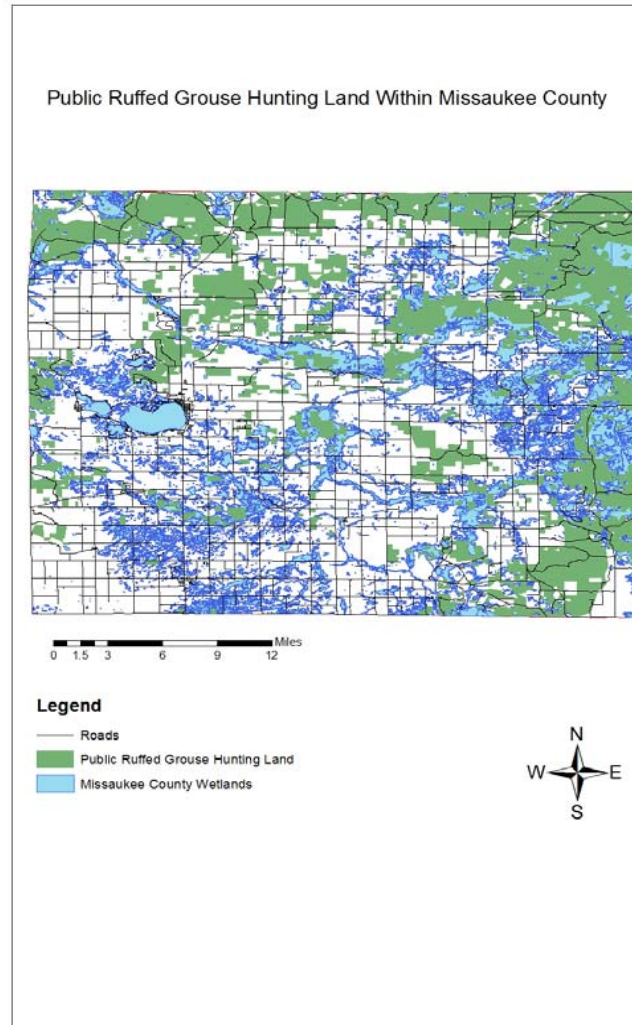 Public Ruffed Grouse Hunting Land Within Missaukee County
Miles
0 1.5 3 6 9 12
Legend
Roads
Public Ruffed Grouse Hunting Land
Missaukee County Wetlands
N
W E
S